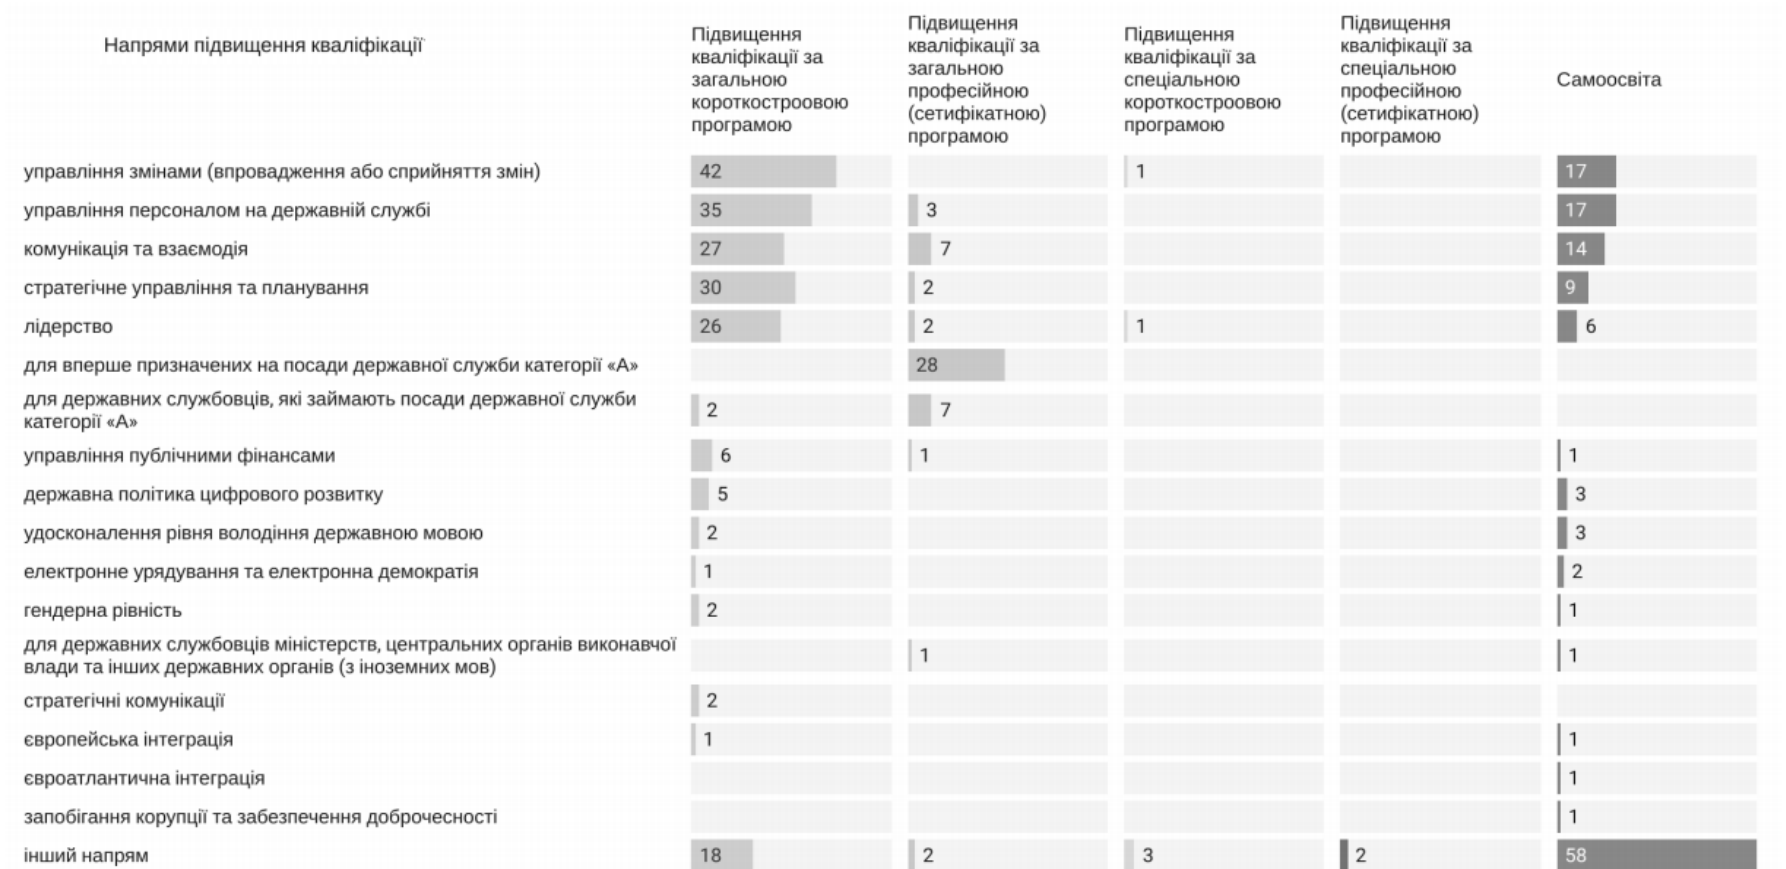 Напрями підвищення кваліфікації
Підвищення
кваліфікації за
загальною
короткостроовою
програмою
Підвищення
кваліфікації за
загальною
професійною
(сетифікатною)
програмою
Підвищення
кваліфікації за
спеціальною
короткостроовою
програмою
Підвищення
кваліфікації за
спеціальною
професійною
(сетифікатною)
програмою
Самоосвіта
управління змінами (впровадження або сприйняття змін) 42 1 17
управління персоналом на державній службі 35 3 17
комунікація та взаємодія 27 7 14
стратегічне управління та планування 30 2 9
лідерство 26 2 1 6
для вперше призначених на посади державної служби категорії «А» 28
для державних службовців, які займають посади державної служби
категорії «А» 2 7
управління публічними фінансами 6 1 1
державна політика цифрового розвитку 5 3
удосконалення рівня володіння державною мовою 2 3
електронне урядування та електронна демократія 1 2
гендерна рівність 2 1
для державних службовців міністерств, центральних органів виконавчої
влади та інших державних органів (з іноземних мов) 1 1
стратегічні комунікації 2
європейська інтеграція 1 1
євроатлантична інтеграція 1
запобігання корупції та забезпечення доброчесності 1
інший напрям 18 2 3 2 58